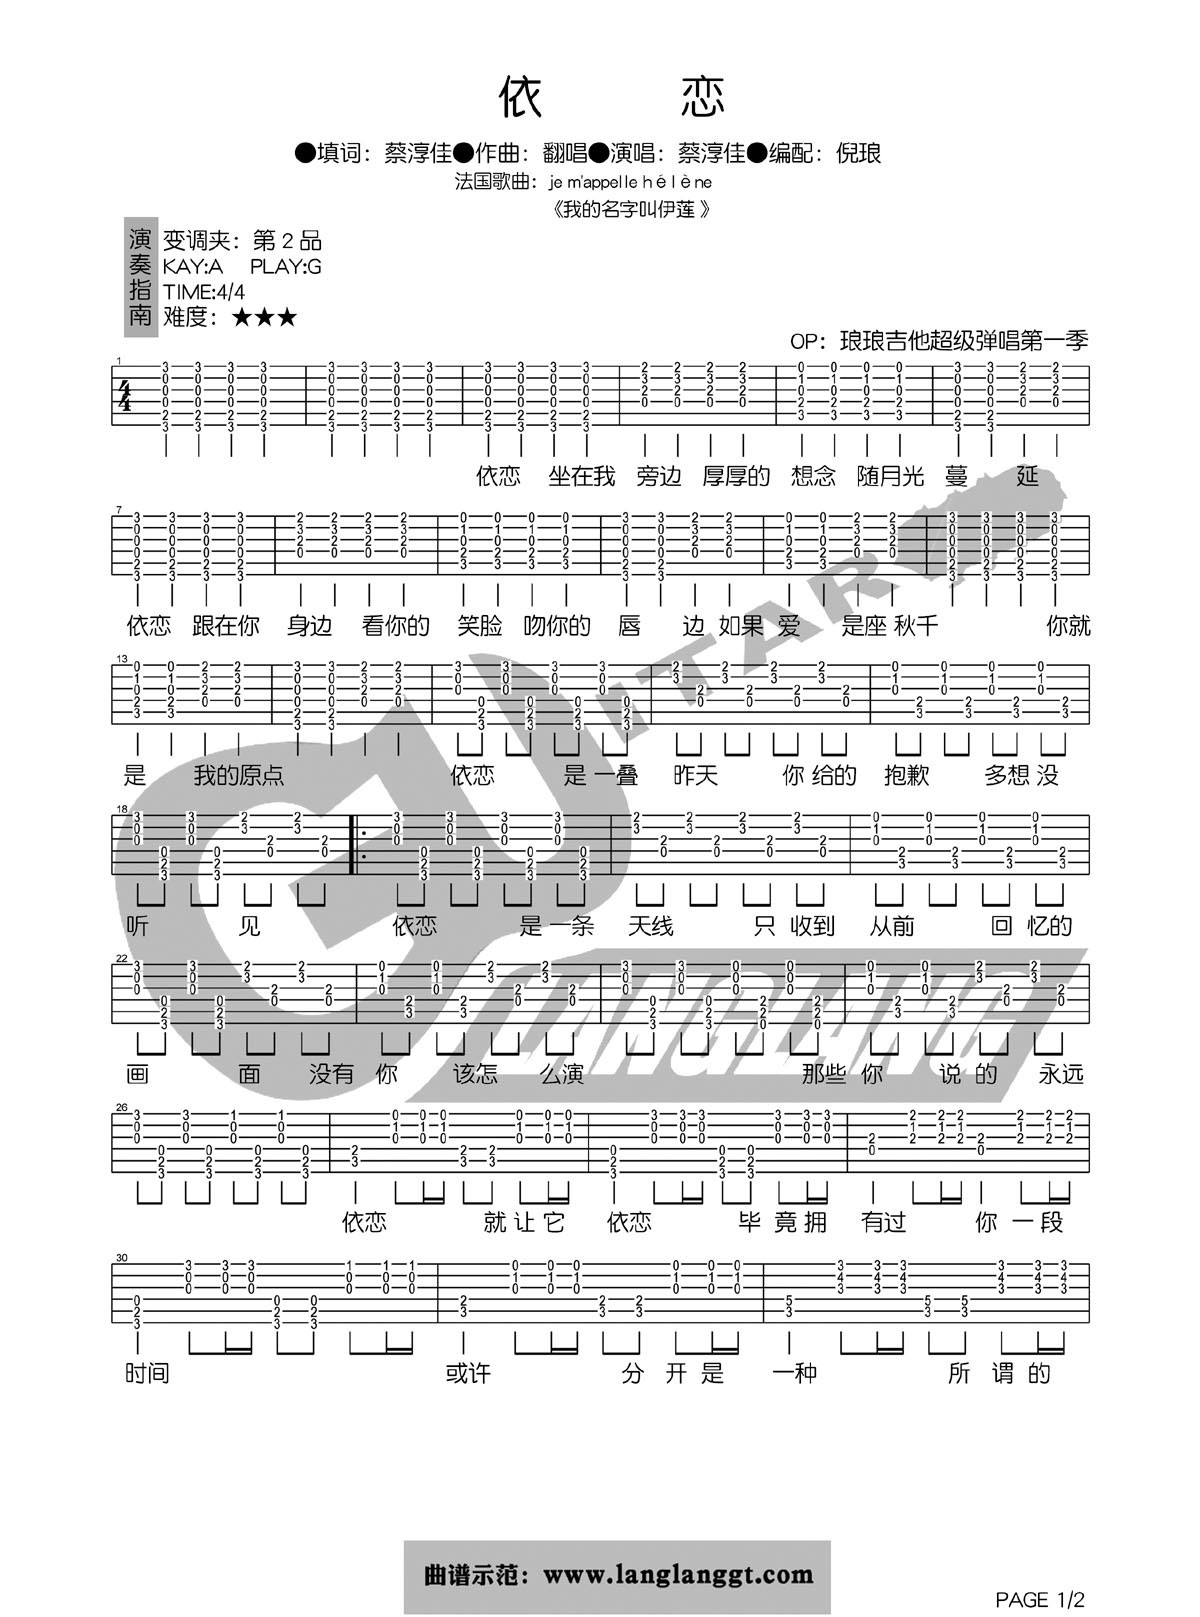 依 恋
●填词：蔡淳佳●作曲：翻唱●演唱：蔡淳佳●编配：倪琅
法国歌曲：je m'appelle hélène
《我的名字叫伊莲 》
演奏指南
变调夹：第 2 品
KAY:A PLAY:G
TIME:4/4
难度：★★★
OP：琅琅吉他超级弹唱第一季
依恋 坐在我 旁边 厚厚的 想念 随月光 蔓 延
依恋 跟在你 身边 看你的 笑脸 吻你的 唇 边 如果 爱 是座 秋千 你就
是 我的原点 依恋 是一叠 昨天 你 给的 抱歉 多想没
听 见 依恋 是一条 天线 只 收到 从前 回 忆的
画 面 没有 你 该怎 么演 那些你 说 的 永远
依恋 就 让 它 依恋 毕 竟 拥 有过 你 一 段
时间 或许 分 开 是 一种 所 谓 的
GUITAR
LANGLANG
曲谱示范：www.langlanggt.com
PAGE 1/2